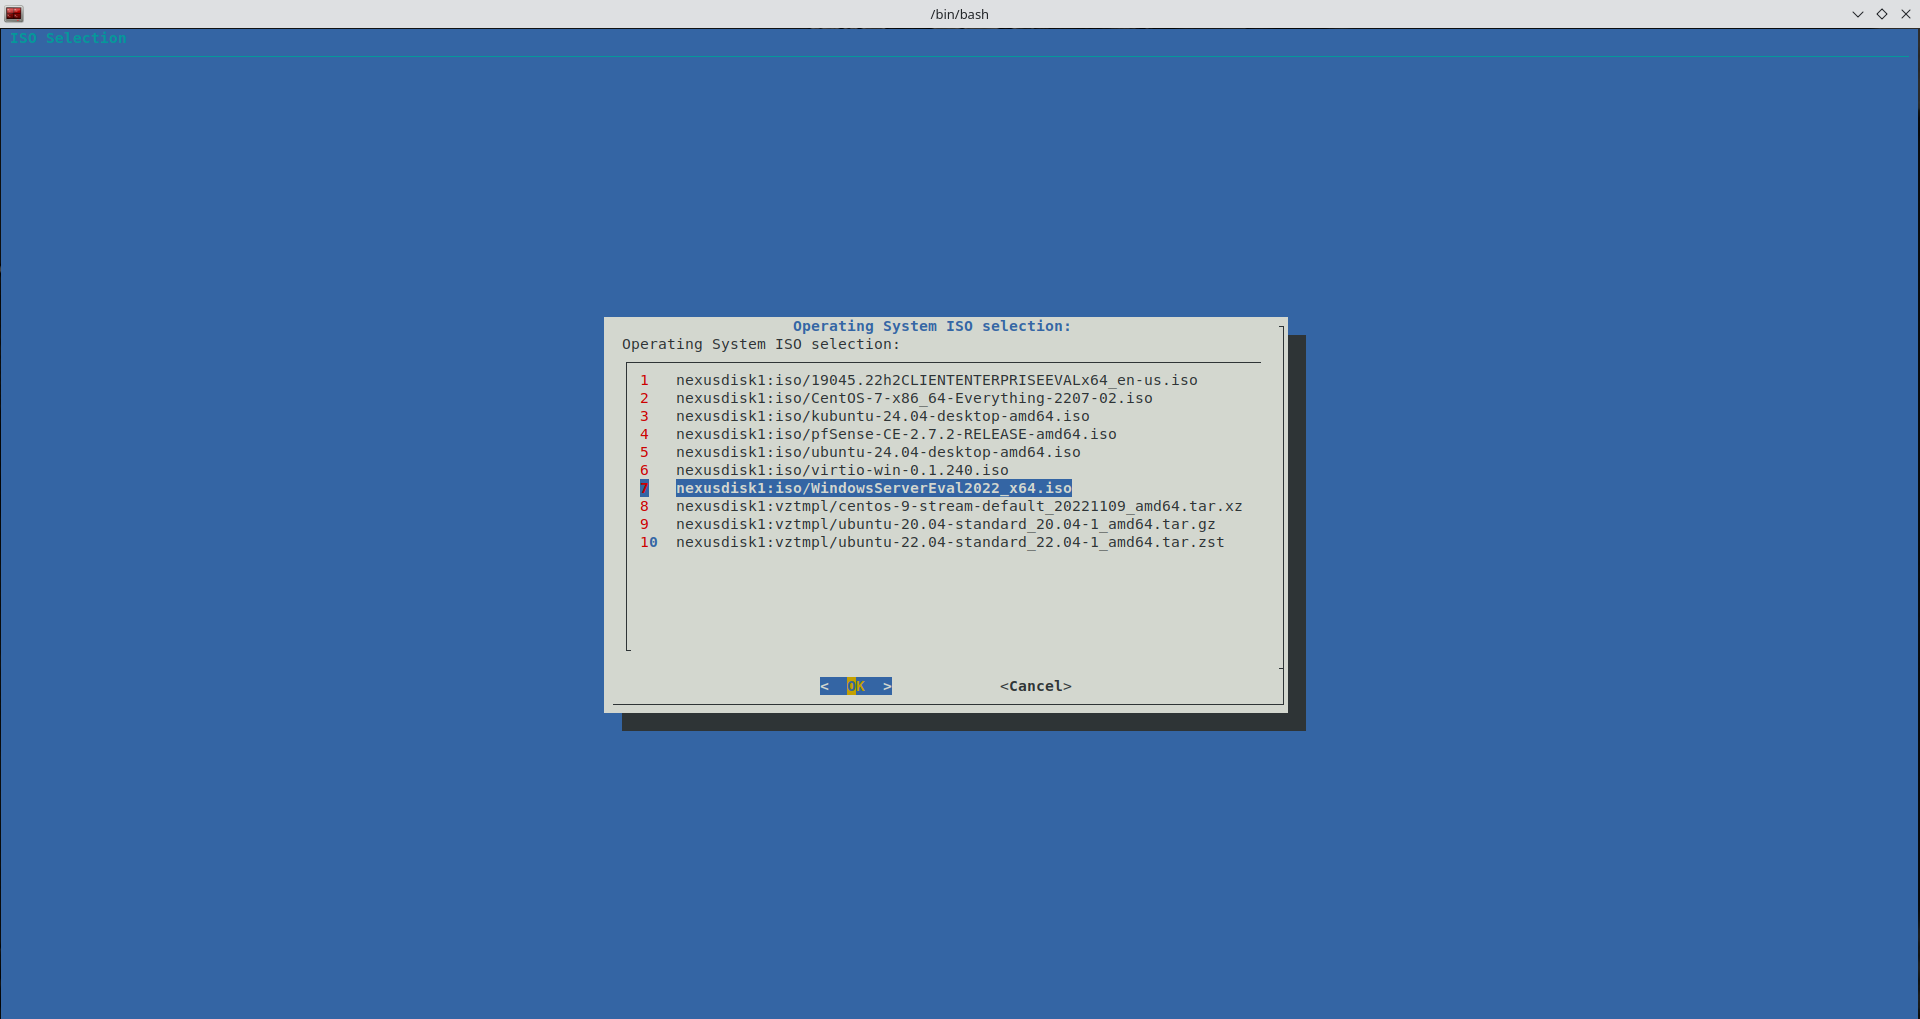 /bin/bash
ISO Selection
Operating System ISO selection:
Operating System ISO selection:
1 nexusdisk1:iso/19045.22h2CLIENTENTERPRISEEVALx64_en-us.iso
2 nexusdisk1:iso/CentOS-7-x86_64-Everything-2207-02.iso
3 nexusdisk1:iso/kubuntu-24.04-desktop-amd64.iso
4 nexusdisk1:iso/pfSense-CE-2.7.2-RELEASE-amd64.iso
5 nexusdisk1:iso/ubuntu-24.04-desktop-amd64.iso
6 nexusdisk1:iso/virtio-win-0.1.240.iso
7 nexusdisk1:iso/WindowsServerEval2022_x64.iso
8 nexusdisk1:vztmpl/centos-9-stream-default_20221109_amd64.tar.xz
9 nexusdisk1:vztmpl/ubuntu-20.04-standard_20.04-1_amd64.tar.gz
10 nexusdisk1:vztmpl/ubuntu-22.04-standard_22.04-1_amd64.tar.zst
<  OK  > <Cancel>